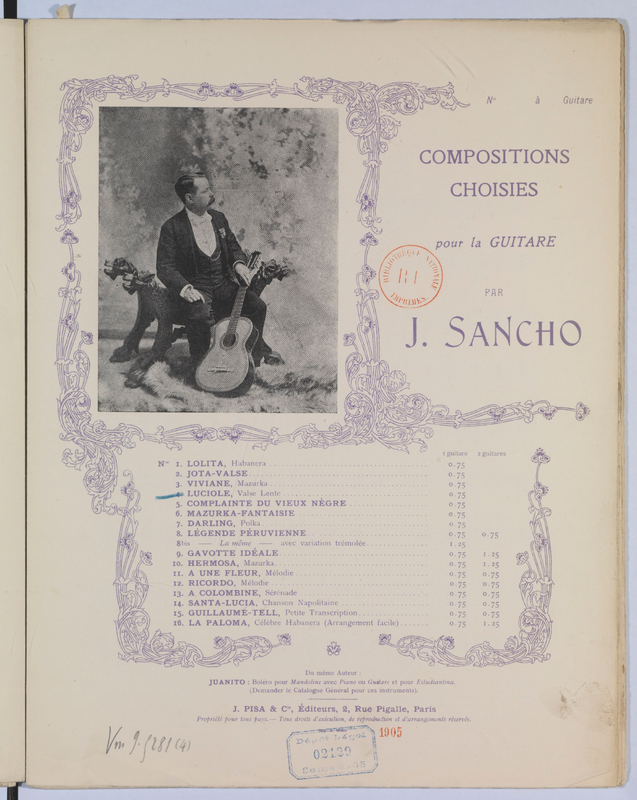 Nº à Guitare
COMPOSITIONS
CHOISIES
pour la GUITARE
PAR
J. SANCHO
BIBLIOTHÈQUE NATIONALE
IMPRIMÉS
1 guitare 2 guitares
Nos 1. LOLITA, Habanera 0.75
2. JOTA-VALSE 0.75
3. VIVIANE, Mazurka 0.75
4. LUCIOLE, Valse Lente 0.75
5. COMPLAINTE DU VIEUX NÈGRE 0.75
6. MAZURKA-FANTAISIE 0.75
7. DARLING, Polka 0.75
8. LÉGENDE PÉRUVIENNE 0.75 0.75
8bis — La même — avec variation trémolée 1.25
9. GAVOTTE IDÉALE 0.75 1.25
10. HERMOSA, Mazurka 0.75 1.25
11. A UNE FLEUR, Mélodie 0.75 0.75
12. RICORDO, Mélodie 0.75 0.75
13. A COLOMBINE, Sérénade 0.75 0.75
14. SANTA-LUCIA, Chanson Napolitaine 0.75 0.75
15. GUILLAUME-TELL, Petite Transcription 0.75 0.75
16. LA PALOMA, Célèbre Habanera (Arrangement facile) 0.75 1.25
Du même Auteur :
JUANITO : Boléro pour Mandoline avec Piano ou Guitare et pour Estudiantina.
(Demander le Catalogue Général pour ces instruments).
J. PISA & Cie, Éditeurs, 2, Rue Pigalle, Paris
Propriété pour tous pays. — Tous droits d'exécution, de reproduction et d'arrangements réservés.
Vm 9. 5281 (4)
1905